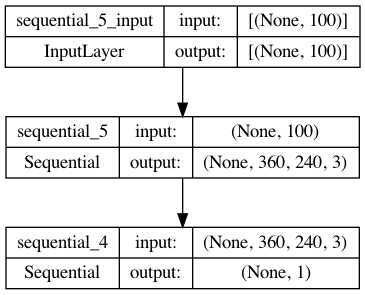 sequential_5_input input: [(None, 100)]
InputLayer output: [(None, 100)]
sequential_5 input: (None, 100)
Sequential output: (None, 360, 240, 3)
sequential_4 input: (None, 360, 240, 3)
Sequential output: (None, 1)